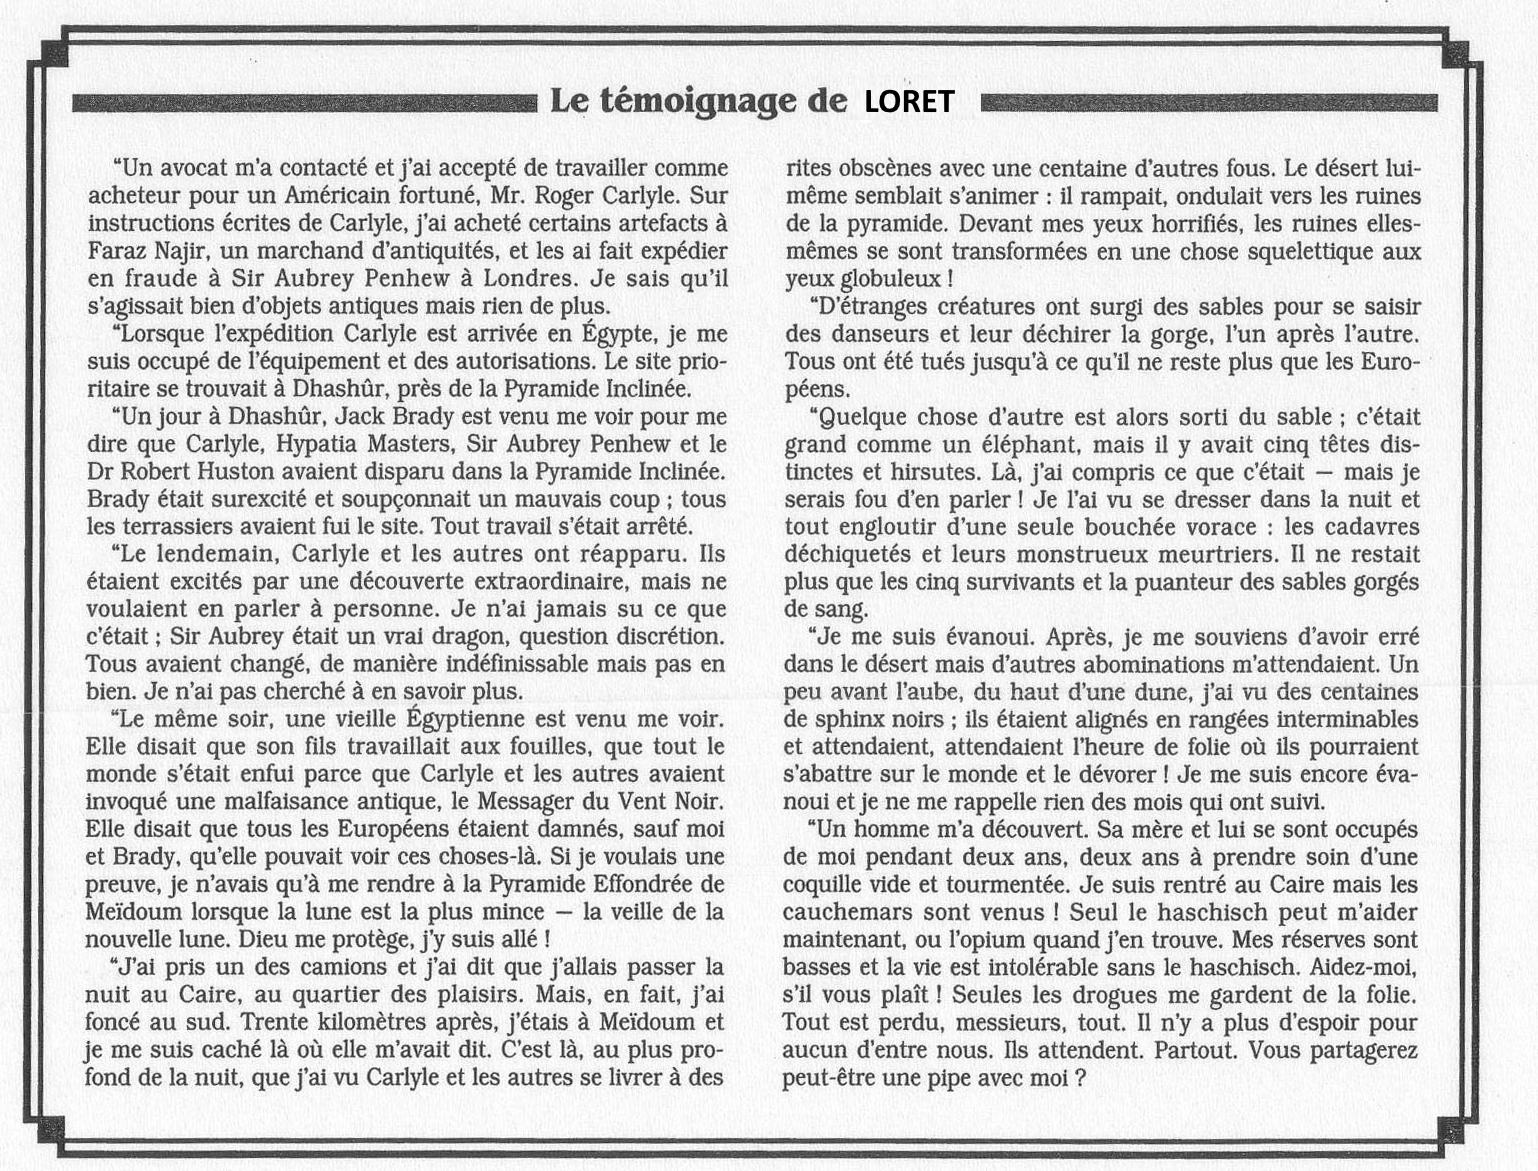 Le témoignage de LORET
“Un avocat m'a contacté et j'ai accepté de travailler comme
acheteur pour un Américain fortuné, Mr. Roger Carlyle. Sur
instructions écrites de Carlyle, j'ai acheté certains artefacts à
Faraz Najir, un marchand d'antiquités, et les ai fait expédier
en fraude à Sir Aubrey Penhew à Londres. Je sais qu'il
s'agissait bien d'objets antiques mais rien de plus.
“Lorsque l'expédition Carlyle est arrivée en Égypte, je me
suis occupé de l'équipement et des autorisations. Le site prio-
ritaire se trouvait à Dhashûr, près de la Pyramide Inclinée.
“Un jour à Dhashûr, Jack Brady est venu me voir pour me
dire que Carlyle, Hypatia Masters, Sir Aubrey Penhew et le
Dr Robert Huston avaient disparu dans la Pyramide Inclinée.
Brady était surexcité et soupçonnait un mauvais coup ; tous
les terrassiers avaient fui le site. Tout travail s'était arrêté.
“Le lendemain, Carlyle et les autres ont réapparu. Ils
étaient excités par une découverte extraordinaire, mais ne
voulaient en parler à personne. Je n'ai jamais su ce que
c'était ; Sir Aubrey était un vrai dragon, question discrétion.
Tous avaient changé, de manière indéfinissable mais pas en
bien. Je n'ai pas cherché à en savoir plus.
“Le même soir, une vieille Égyptienne est venu me voir.
Elle disait que son fils travaillait aux fouilles, que tout le
monde s'était enfui parce que Carlyle et les autres avaient
invoqué une malfaisance antique, le Messager du Vent Noir.
Elle disait que tous les Européens étaient damnés, sauf moi
et Brady, qu'elle pouvait voir ces choses-là. Si je voulais une
preuve, je n'avais qu'à me rendre à la Pyramide Effondrée de
Meïdoum lorsque la lune est la plus mince — la veille de la
nouvelle lune. Dieu me protège, j'y suis allé !
“J'ai pris un des camions et j'ai dit que j'allais passer la
nuit au Caire, au quartier des plaisirs. Mais, en fait, j'ai
foncé au sud. Trente kilomètres après, j'étais à Meïdoum et
je me suis caché là où elle m'avait dit. C'est là, au plus pro-
fond de la nuit, que j'ai vu Carlyle et les autres se livrer à des
rites obscènes avec une centaine d'autres fous. Le désert lui-
même semblait s'animer : il rampait, ondulait vers les ruines
de la pyramide. Devant mes yeux horrifiés, les ruines elles-
mêmes se sont transformées en une chose squelettique aux
yeux globuleux !
“D'étranges créatures ont surgi des sables pour se saisir
des danseurs et leur déchirer la gorge, l'un après l'autre.
Tous ont été tués jusqu'à ce qu'il ne reste plus que les Euro-
péens.
“Quelque chose d'autre est alors sorti du sable ; c'était
grand comme un éléphant, mais il y avait cinq têtes dis-
tinctes et hirsutes. Là, j'ai compris ce que c'était — mais je
serais fou d'en parler ! Je l'ai vu se dresser dans la nuit et
tout engloutir d'une seule bouchée vorace : les cadavres
déchiquetés et leurs monstrueux meurtriers. Il ne restait
plus que les cinq survivants et la puanteur des sables gorgés
de sang.
“Je me suis évanoui. Après, je me souviens d'avoir erré
dans le désert mais d'autres abominations m'attendaient. Un
peu avant l'aube, du haut d'une dune, j'ai vu des centaines
de sphinx noirs ; ils étaient alignés en rangées interminables
et attendaient, attendaient l'heure de folie où ils pourraient
s'abattre sur le monde et le dévorer ! Je me suis encore éva-
noui et je ne me rappelle rien des mois qui ont suivi.
“Un homme m'a découvert. Sa mère et lui se sont occupés
de moi pendant deux ans, deux ans à prendre soin d'une
coquille vide et tourmentée. Je suis rentré au Caire mais les
cauchemars sont venus ! Seul le haschisch peut m'aider
maintenant, ou l'opium quand j'en trouve. Mes réserves sont
basses et la vie est intolérable sans le haschisch. Aidez-moi,
s'il vous plaît ! Seules les drogues me gardent de la folie.
Tout est perdu, messieurs, tout. Il n'y a plus d'espoir pour
aucun d'entre nous. Ils attendent. Partout. Vous partagerez
peut-être une pipe avec moi ?